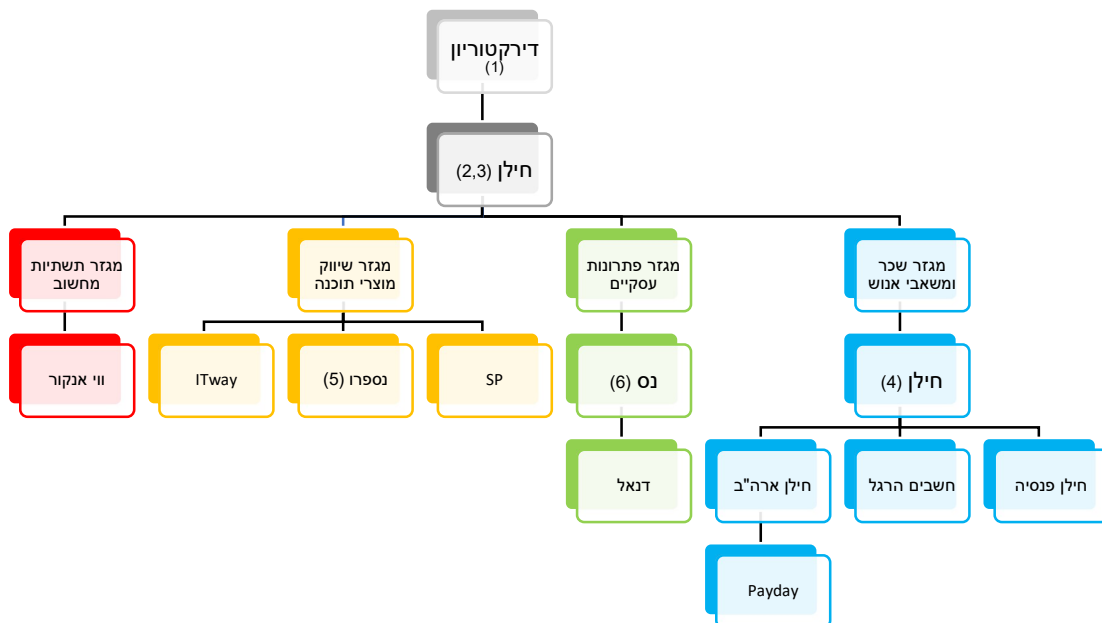 דירקטוריון
(1)
חילן (2,3)
מגזר שכר
ומשאבי אנוש
מגזר פתרונות
עסקיים
מגזר שיווק
מוצרי תוכנה
מגזר תשתיות
מחשוב
חילן (4)
נס (6)
SP
נספרו (5)
ITway
ווי אנקור
חילן פנסיה
חשבים הרגל
חילן ארה"ב
דנאל
Payday